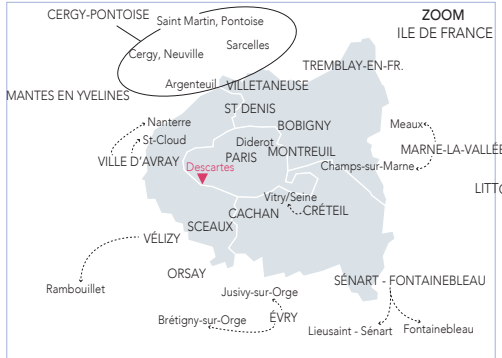 CERGY-PONTOISE
ZOOM
ILE DE FRANCE
Saint Martin, Pontoise
Cergy, Neuville
Sarcelles
Argenteuil
TREMBLAY-EN-FR.
MANTES EN YVELINES
VILLETANEUSE
ST DENIS
Nanterre
BOBIGNY
Meaux
St-Cloud
Diderot
MARNE-LA-VALLÉE
VILLE D'AVRAY
PARIS
MONTREUIL
Descartes
Champs-sur-Marne
LITTO
Vitry/Seine
CACHAN
CRÉTEIL
SCEAUX
VÉLIZY
ORSAY
SÉNART - FONTAINEBLEAU
Rambouillet
Jusivy-sur-Orge
Brétigny-sur-Orge
ÉVRY
Lieusaint - Sénart
Fontainebleau